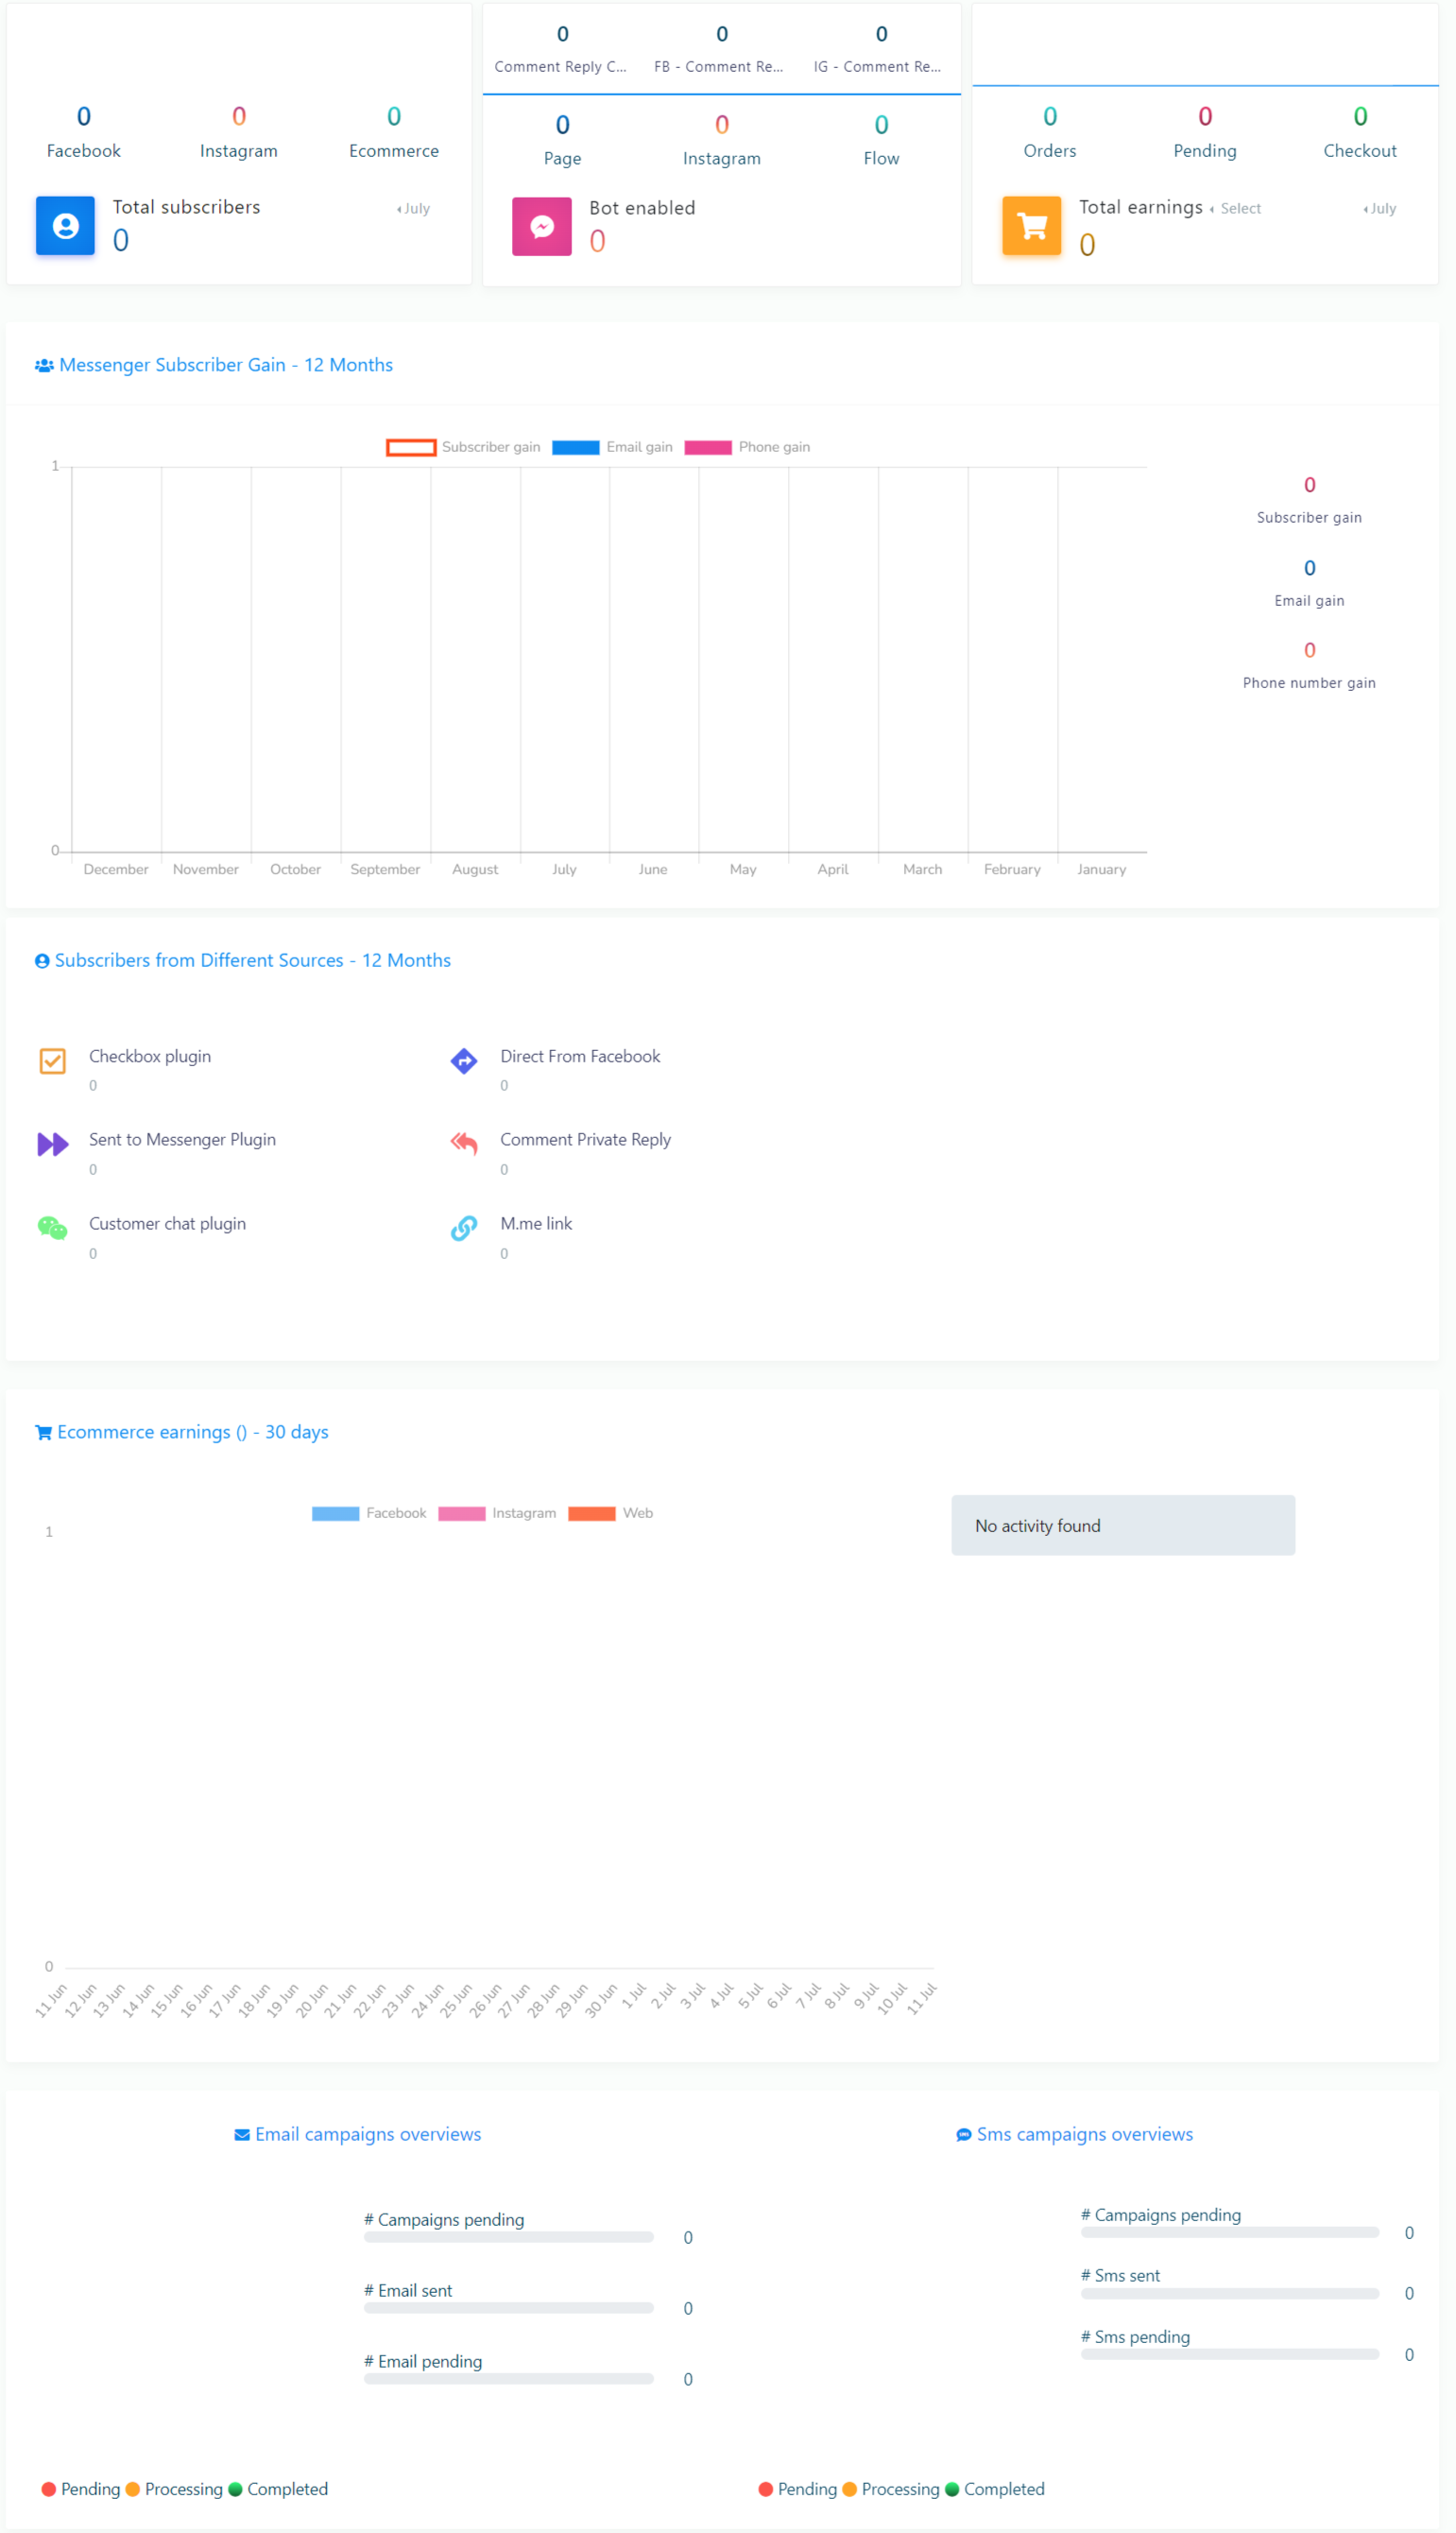 0 0 0
Facebook Instagram Ecommerce
Total subscribers July
0
0 0 0
Comment Reply C... FB - Comment Re... IG - Comment Re...
0 0 0
Page Instagram Flow
Bot enabled
0
0 0 0
Orders Pending Checkout
Total earnings Select July
0
Messenger Subscriber Gain - 12 Months
Subscriber gain Email gain Phone gain
1
0
December November October September August July June May April March February January
0
Subscriber gain
0
Email gain
0
Phone number gain
Subscribers from Different Sources - 12 Months
Checkbox plugin
0
Direct From Facebook
0
Sent to Messenger Plugin
0
Comment Private Reply
0
Customer chat plugin
0
M.me link
0
Ecommerce earnings () - 30 days
Facebook Instagram Web
1
0
11 Jun 12 Jun 13 Jun 14 Jun 15 Jun 16 Jun 17 Jun 18 Jun 19 Jun 20 Jun 21 Jun 22 Jun 23 Jun 24 Jun 25 Jun 26 Jun 27 Jun 28 Jun 29 Jun 30 Jun 1 Jul 2 Jul 3 Jul 4 Jul 5 Jul 6 Jul 7 Jul 8 Jul 9 Jul 10 Jul 11 Jul
No activity found
Email campaigns overviews
# Campaigns pending
0
# Email sent
0
# Email pending
0
Pending Processing Completed
Sms campaigns overviews
# Campaigns pending
0
# Sms sent
0
# Sms pending
0
Pending Processing Completed